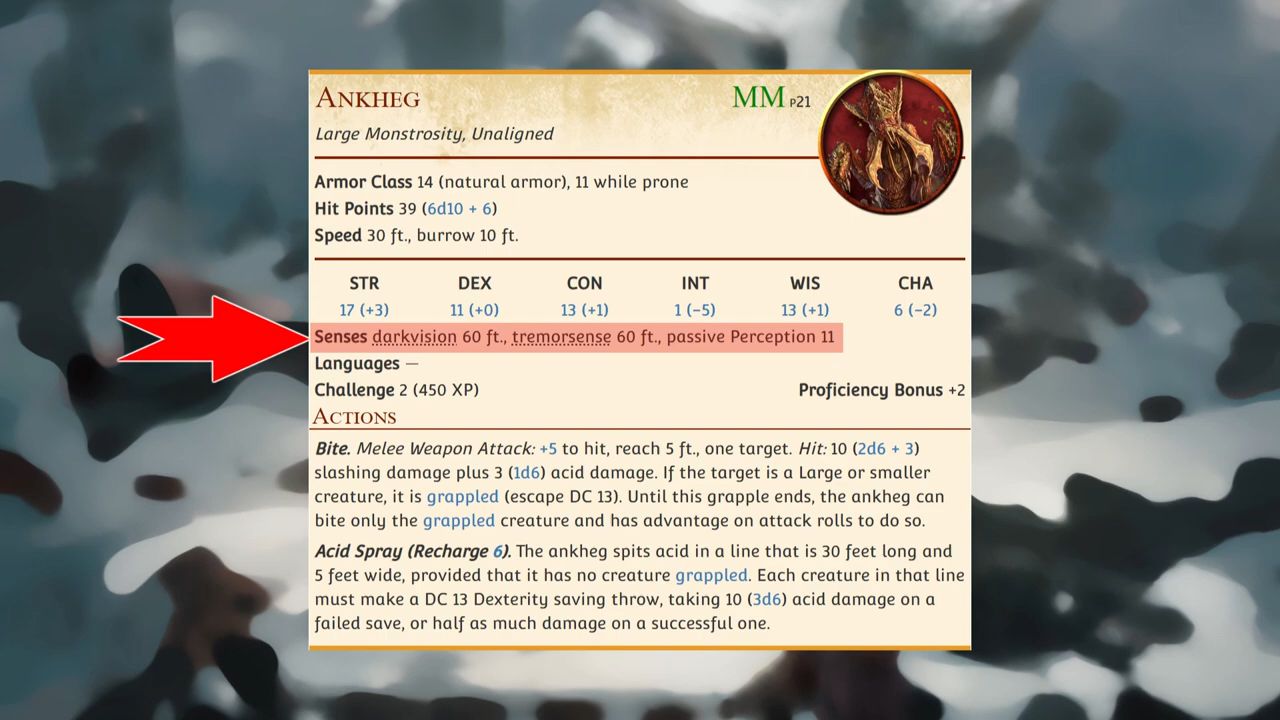 Ankheg
MM p21
Large Monstrosity, Unaligned
Armor Class 14 (natural armor), 11 while prone
Hit Points 39 (6d10 + 6)
Speed 30 ft., burrow 10 ft.
STR DEX CON INT WIS CHA
17 (+3) 11 (+0) 13 (+1) 1 (−5) 13 (+1) 6 (−2)
Senses darkvision 60 ft., tremorsense 60 ft., passive Perception 11
Languages —
Challenge 2 (450 XP) Proficiency Bonus +2
Actions
Bite. Melee Weapon Attack: +5 to hit, reach 5 ft., one target. Hit: 10 (2d6 + 3)
slashing damage plus 3 (1d6) acid damage. If the target is a Large or smaller
creature, it is grappled (escape DC 13). Until this grapple ends, the ankheg can
bite only the grappled creature and has advantage on attack rolls to do so.
Acid Spray (Recharge 6). The ankheg spits acid in a line that is 30 feet long and
5 feet wide, provided that it has no creature grappled. Each creature in that line
must make a DC 13 Dexterity saving throw, taking 10 (3d6) acid damage on a
failed save, or half as much damage on a successful one.